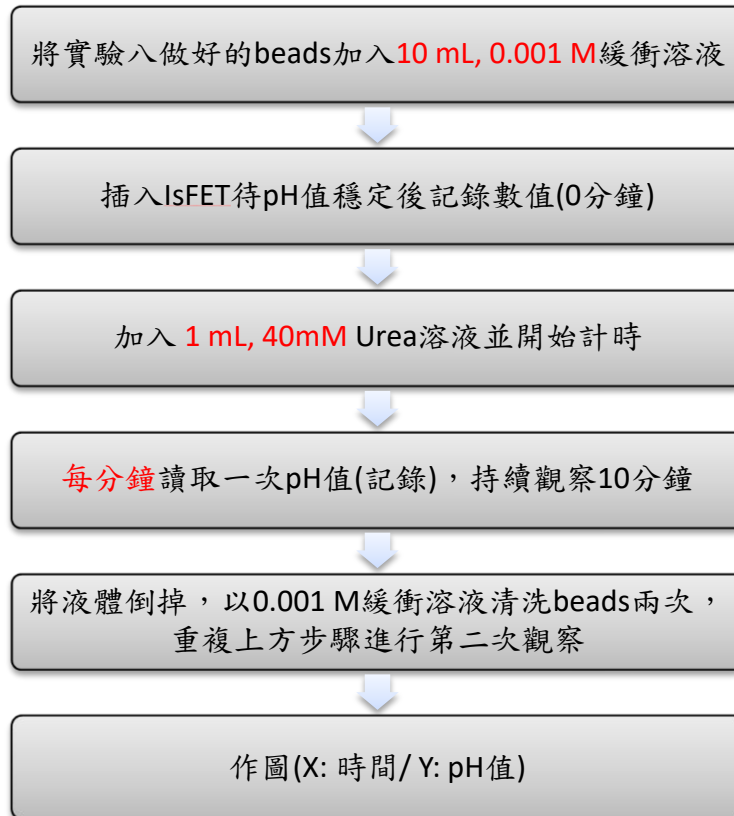 將實驗八做好的beads加入10 mL, 0.001 M緩衝溶液
插入IsFET待pH值穩定後記錄數值(0分鐘)
加入 1 mL, 40mM Urea溶液並開始計時
每分鐘讀取一次pH值(記錄)，持續觀察10分鐘
將液體倒掉，以0.001 M緩衝溶液清洗beads兩次，
重複上方步驟進行第二次觀察
作圖(X: 時間/ Y: pH值)